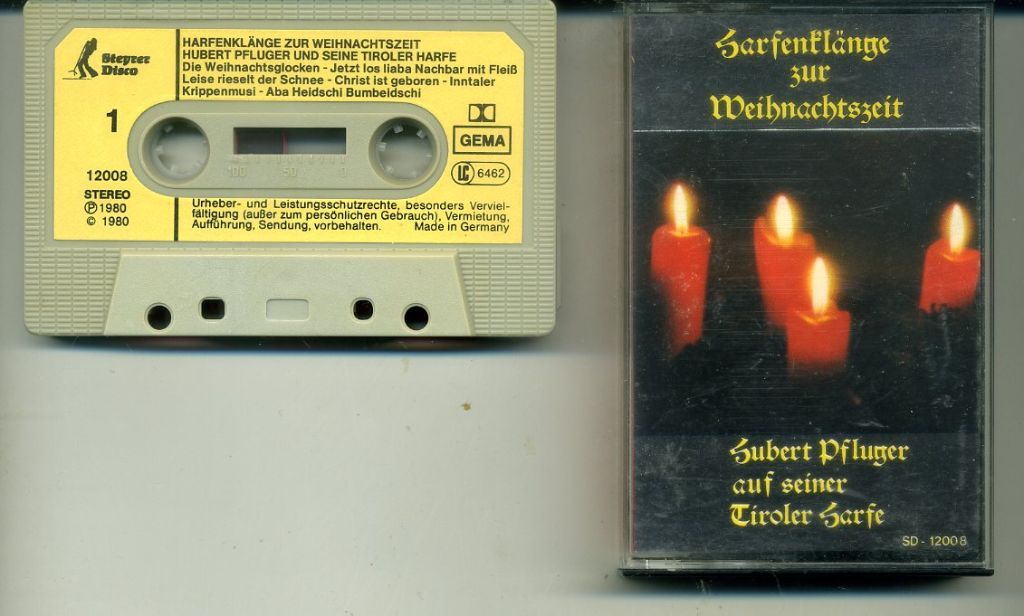 Steyrer
Disco
HARFENKLÄNGE ZUR WEIHNACHTSZEIT
HUBERT PFLUGER UND SEINE TIROLER HARFE
Die Weihnachtsglocken - Jetzt los liaba Nachbar mit Fleiß
Leise rieselt der Schnee - Christ ist geboren - Inntaler
Krippenmusi - Aba Heidschi Bumbeidschi
1
GEMA
100 50 0
LC 6462
12008
STEREO
℗ 1980
© 1980
Urheber- und Leistungsschutzrechte, besonders Verviel-
fältigung (außer zum persönlichen Gebrauch), Vermietung,
Aufführung, Sendung, vorbehalten. Made in Germany
Harfenklänge
zur
Weihnachtszeit
Hubert Pfluger
auf seiner
Tiroler Harfe
SD - 12008